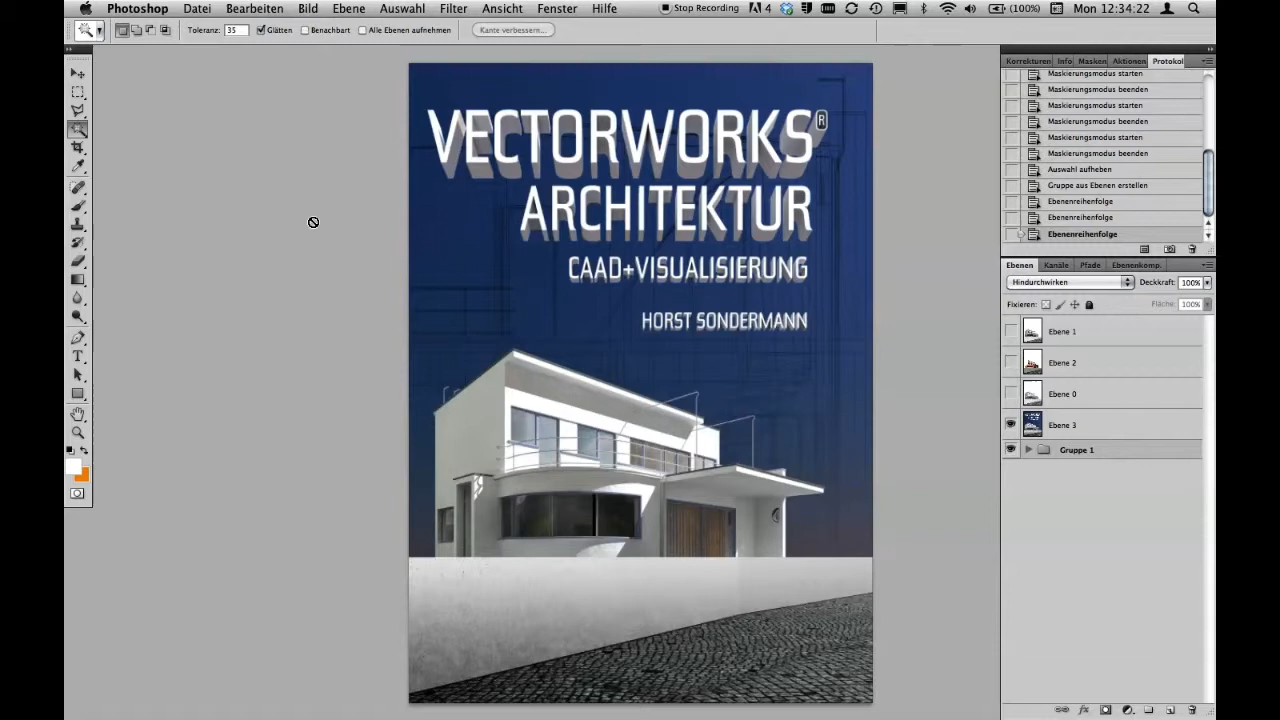 Photoshop Datei Bearbeiten Bild Ebene Auswahl Filter Ansicht Fenster Hilfe Stop Recording 4 (100%) Mon 12:34:22
Toleranz: 35 Glätten Benachbart Alle Ebenen aufnehmen Kante verbessern...
Korrekturen Info Masken Aktionen Protokol
Maskierungsmodus starten
Maskierungsmodus beenden
Maskierungsmodus starten
Maskierungsmodus beenden
Maskierungsmodus starten
Maskierungsmodus beenden
Auswahl aufheben
Gruppe aus Ebenen erstellen
Ebenenreihenfolge
Ebenenreihenfolge
Ebenenreihenfolge
Ebenen Kanäle Pfade Ebenenkomp.
Hindurchwirken Deckkraft: 100%
Fixieren: Fläche: 100%
Ebene 1
Ebene 2
Ebene 0
Ebene 3
Gruppe 1
VECTORWORKS®
ARCHITEKTUR
CAAD+VISUALISIERUNG
HORST SONDERMANN